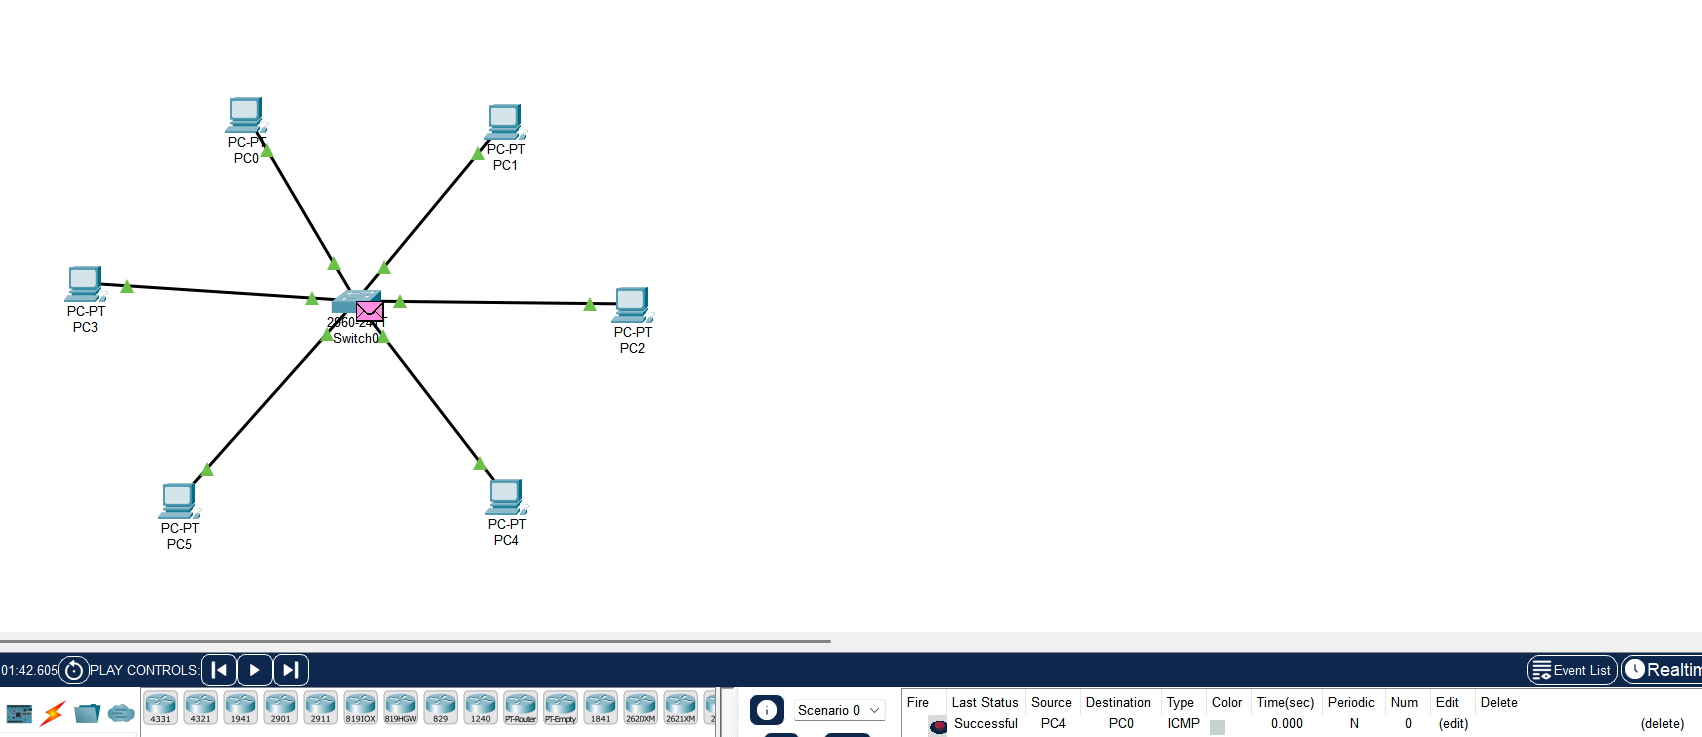 PC-PT
PC0
PC-PT
PC1
PC-PT
PC3
2960-24TT
Switch0
PC-PT
PC2
PC-PT
PC5
PC-PT
PC4
01:42.605 PLAY CONTROLS: Event List Realtim
4331 4321 1941 2901 2911 819IOX 819HGW 829 1240 PT-Router PT-Empty 1841 2620XM 2621XM 2
Scenario 0
Fire Last Status Source Destination Type Color Time(sec) Periodic Num Edit Delete
Successful PC4 PC0 ICMP 0.000 N 0 (edit) (delete)